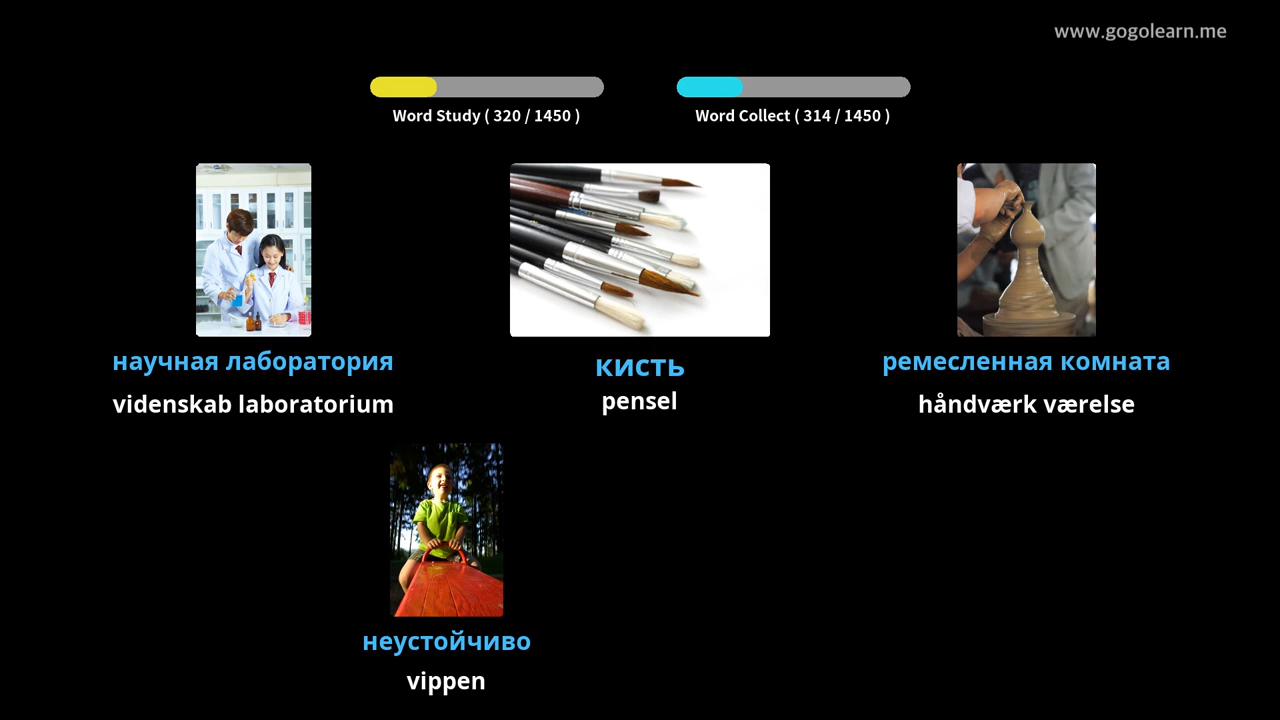 www.gogolearn.me
Word Study ( 320 / 1450 )
Word Collect ( 314 / 1450 )
научная лаборатория
videnskab laboratorium
кисть
pensel
ремесленная комната
håndværk værelse
неустойчиво
vippen